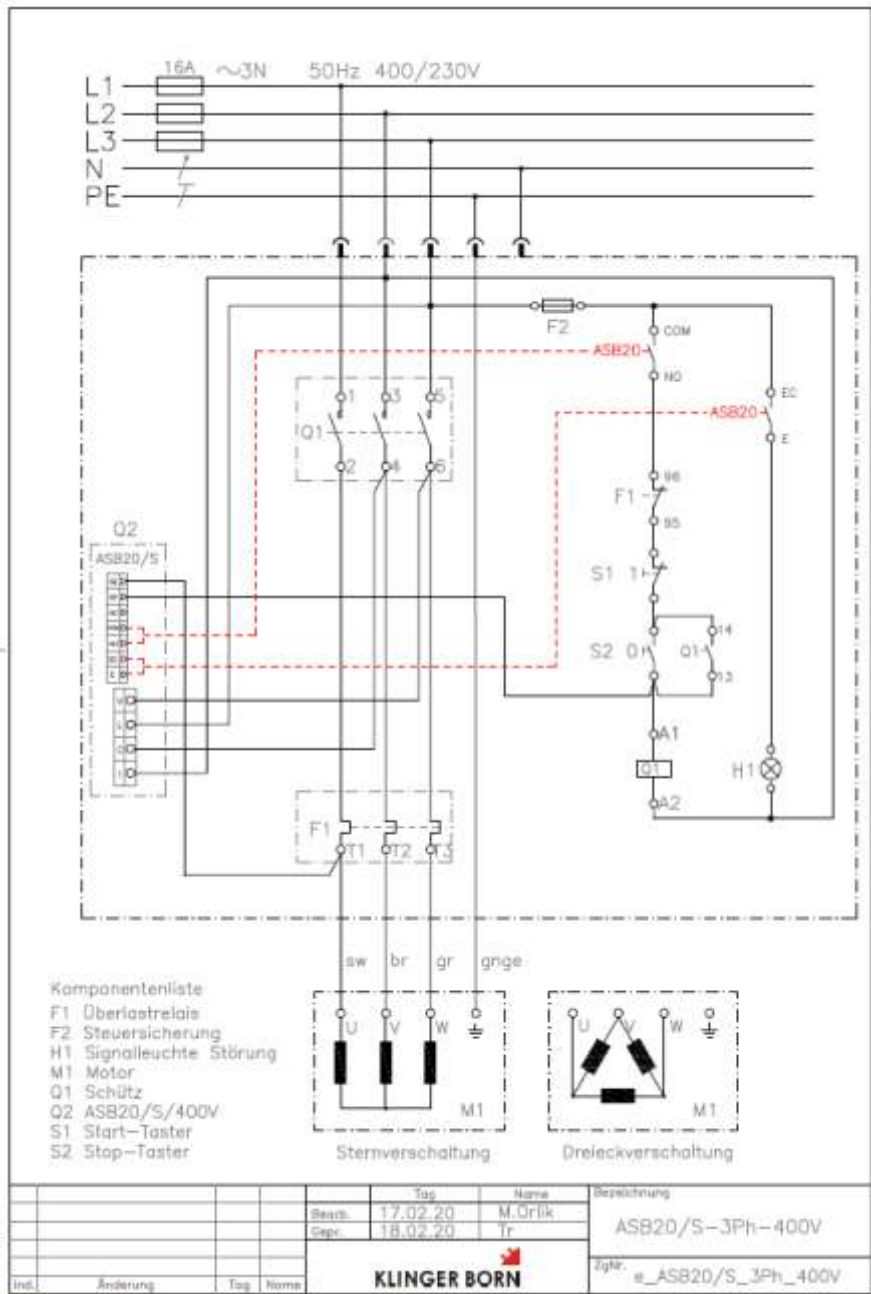 16A ~3N 50Hz 400/230V
L1
L2
L3
N
PE
F2
COM
ASB20
NO
EC
ASB20
E
1 3 5
Q1
2 4 6
96
F1
95
Q2
ASB20/S
S1 1
14
S2 0 Q1
13
A1
Q1 H1
A2
F1
T1 T2 T3
sw br gr gnge
Komponentenliste
F1 Überlastrelais
F2 Steuersicherung
H1 Signalleuchte Störung
M1 Motor
Q1 Schütz
Q2 ASB20/S/400V
S1 Start-Taster
S2 Stop-Taster
U V W
M1
Sternverschaltung
U V W
M1
Dreieckverschaltung
Tag Name
Bearb. 17.02.20 M.Orlik
Gepr. 18.02.20 Tr
Bezeichnung
ASB20/S-3Ph-400V
KLINGER BORN
ZgNr. e_ASB20/S_3Ph_400V
Ind. Änderung Tag Name